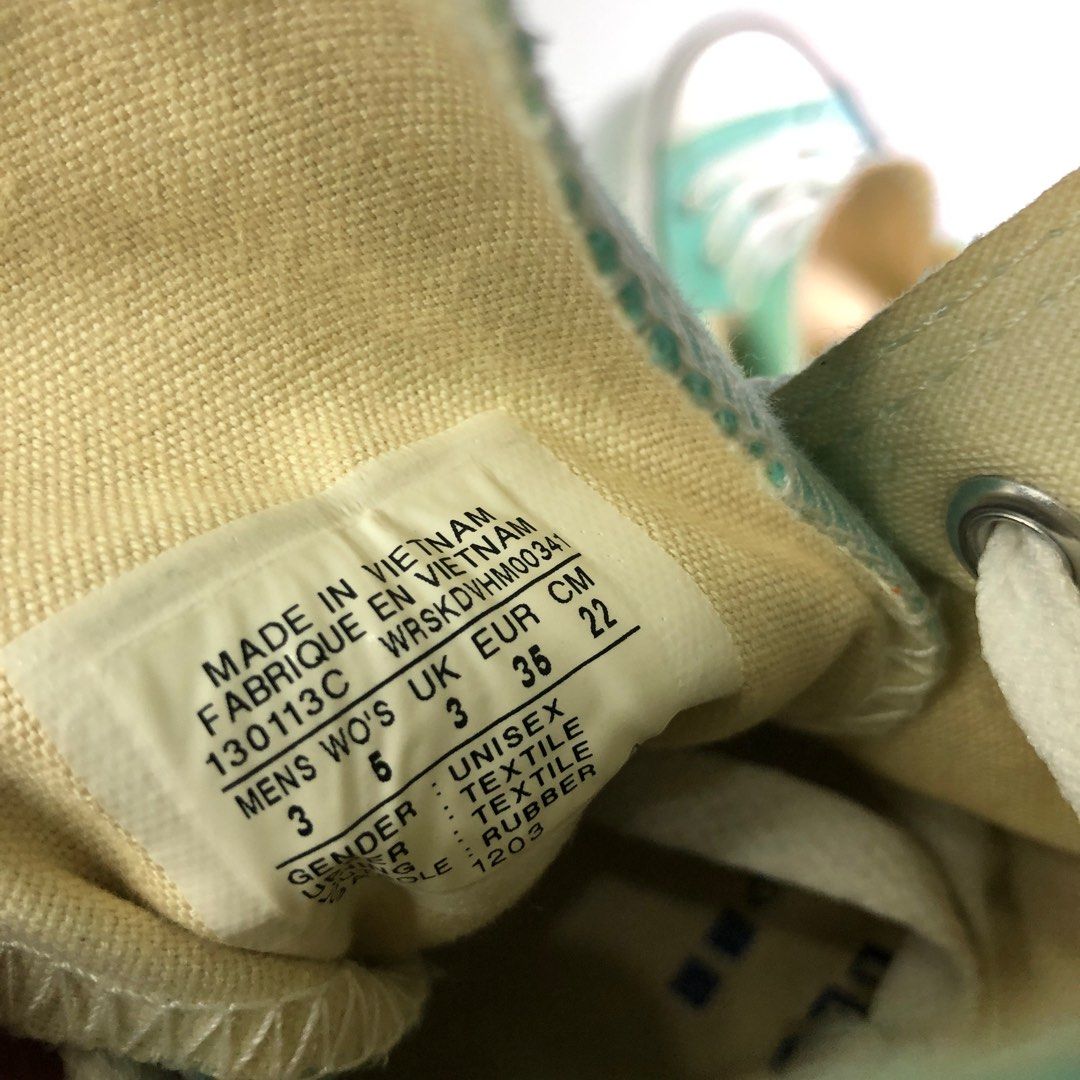 MADE IN VIETNAM
FABRIQUE EN VIETNAM
130113C WRSKDVHM00341
MENS WO'S UK EUR CM
3 5 3 35 22
GENDER : UNISEX
: TEXTILE
: TEXTILE
: RUBBER
1203